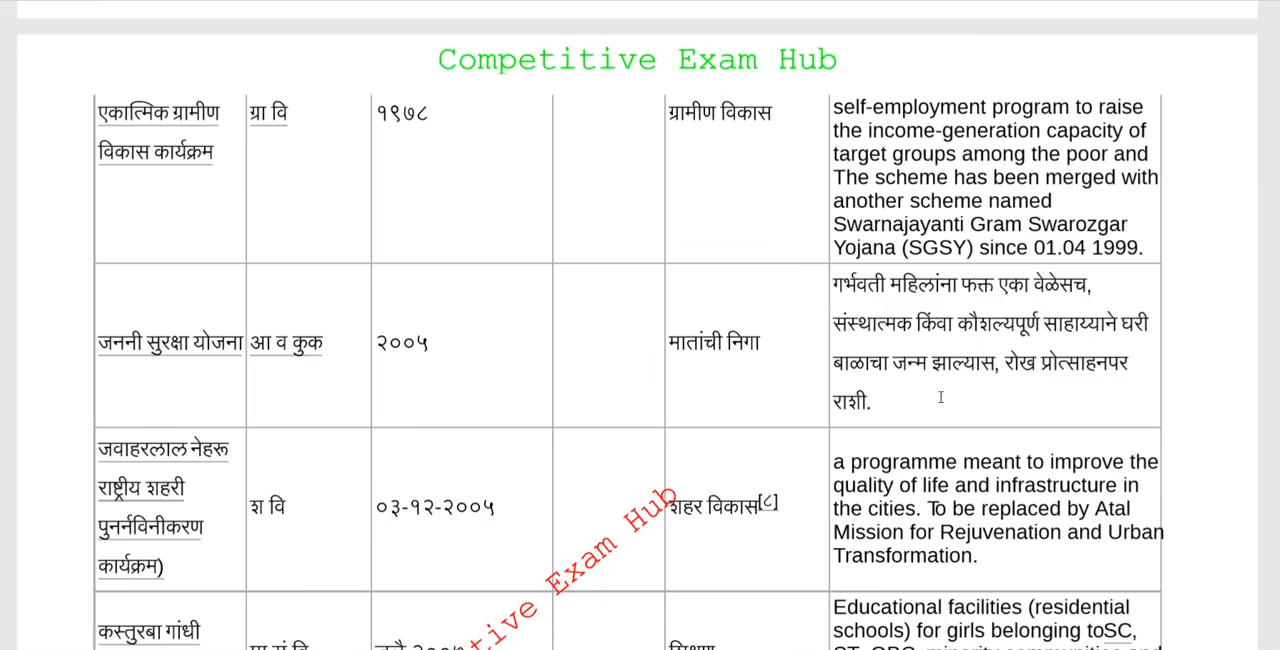 Competitive Exam Hub
एकात्मिक ग्रामीण
विकास कार्यक्रम
ग्रा वि
१९७८
ग्रामीण विकास
self-employment program to raise
the income-generation capacity of
target groups among the poor and
The scheme has been merged with
another scheme named
Swarnajayanti Gram Swarozgar
Yojana (SGSY) since 01.04 1999.
जननी सुरक्षा योजना
आ व कुक
२००५
मातांची निगा
गर्भवती महिलांना फक्त एका वेळेसच,
संस्थात्मक किंवा कौशल्यपूर्ण साहाय्याने घरी
बाळाचा जन्म झाल्यास, रोख प्रोत्साहनपर
राशी.
जवाहरलाल नेहरू
राष्ट्रीय शहरी
पुनर्नविनीकरण
कार्यक्रम)
श वि
०३-१२-२००५
शहर विकास[८]
a programme meant to improve the
quality of life and infrastructure in
the cities. To be replaced by Atal
Mission for Rejuvenation and Urban
Transformation.
tive Exam Hub
कस्तुरबा गांधी
Educational facilities (residential
schools) for girls belonging toSC,